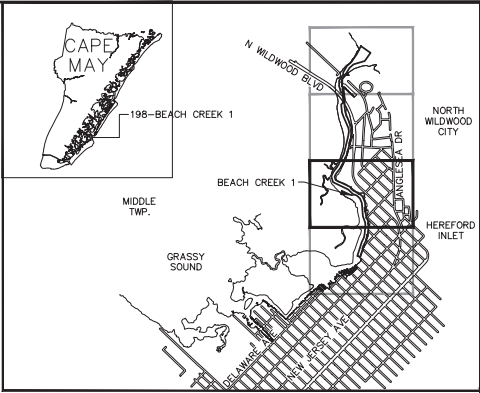 CAPE
MAY
198-BEACH CREEK 1
N WILDWOOD BLVD
NORTH
WILDWOOD
CITY
ANGLESEA DR
BEACH CREEK 1
MIDDLE
TWP.
HEREFORD
INLET
GRASSY
SOUND
DELAWARE AVE
NEW JERSEY AVE